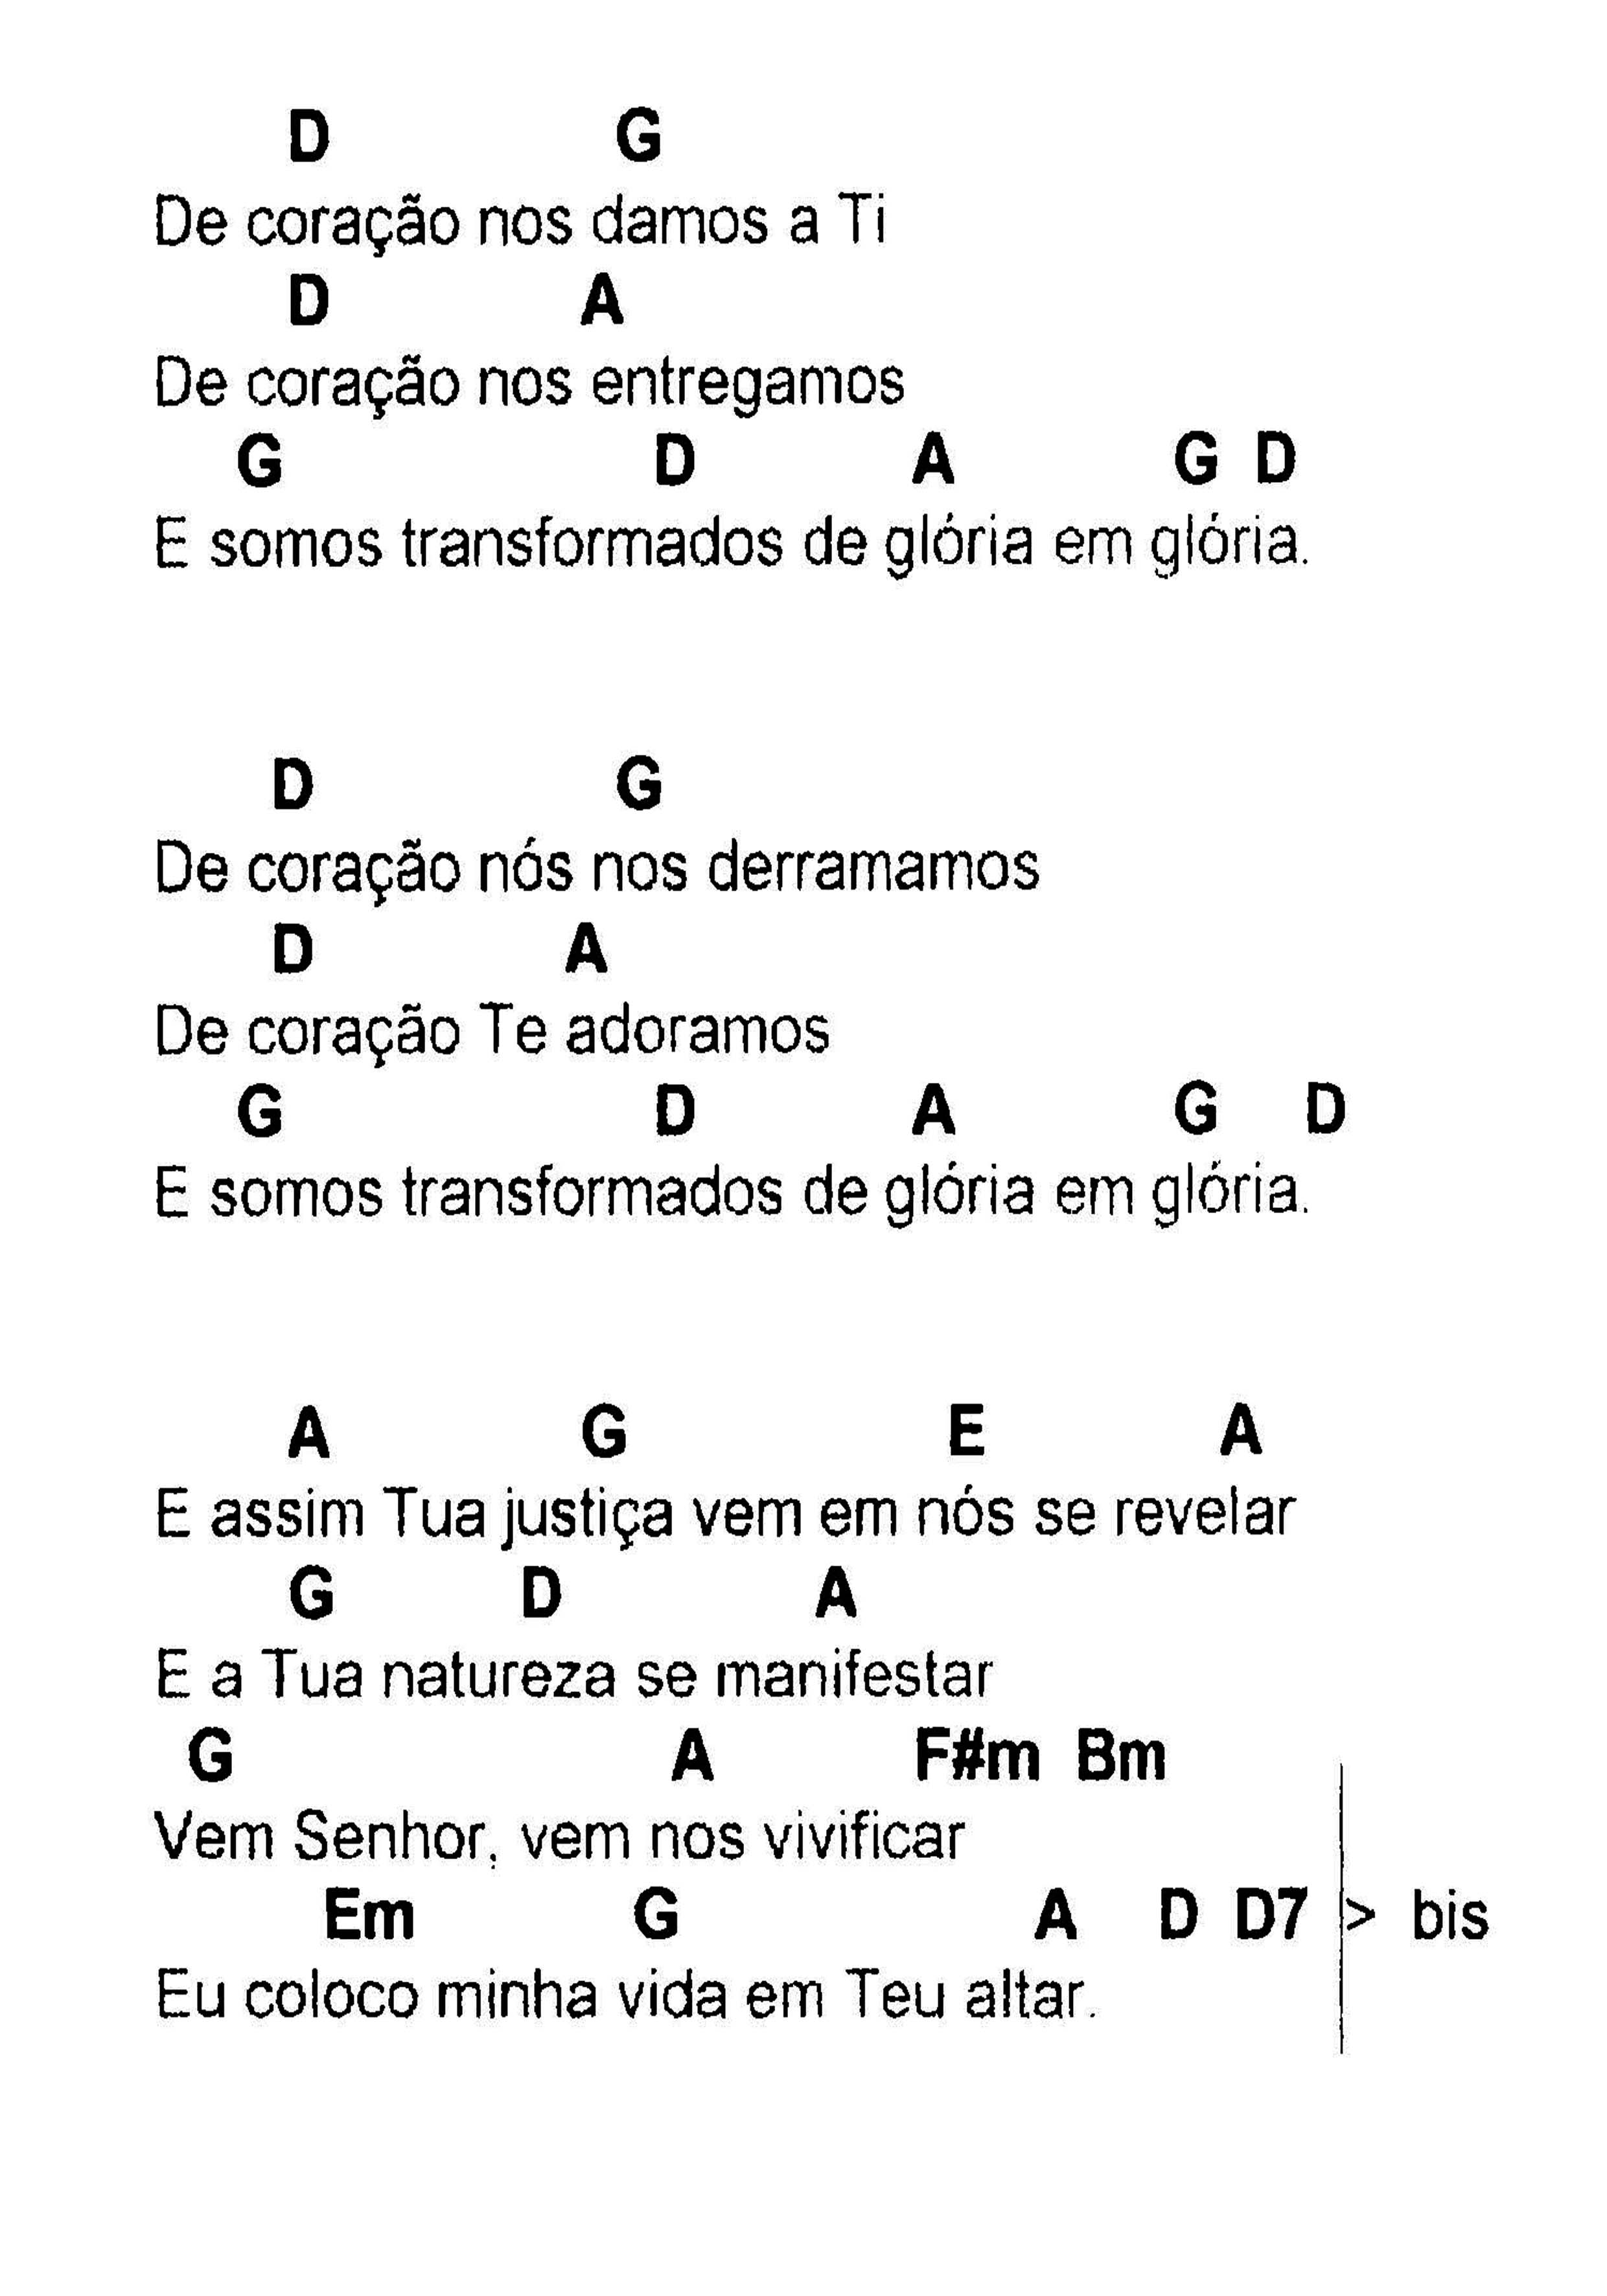 D G
De coração nos damos a Ti
D A
De coração nos entregamos
G D A G D
E somos transformados de glória em glória.
D G
De coração nós nos derramamos
D A
De coração Te adoramos
G D A G D
E somos transformados de glória em glória.
A G E A
E assim Tua justiça vem em nós se revelar
G D A
E a Tua natureza se manifestar
G A F#m Bm
Vem Senhor, vem nos vivificar
Em G A D D7 > bis
Eu coloco minha vida em Teu altar.